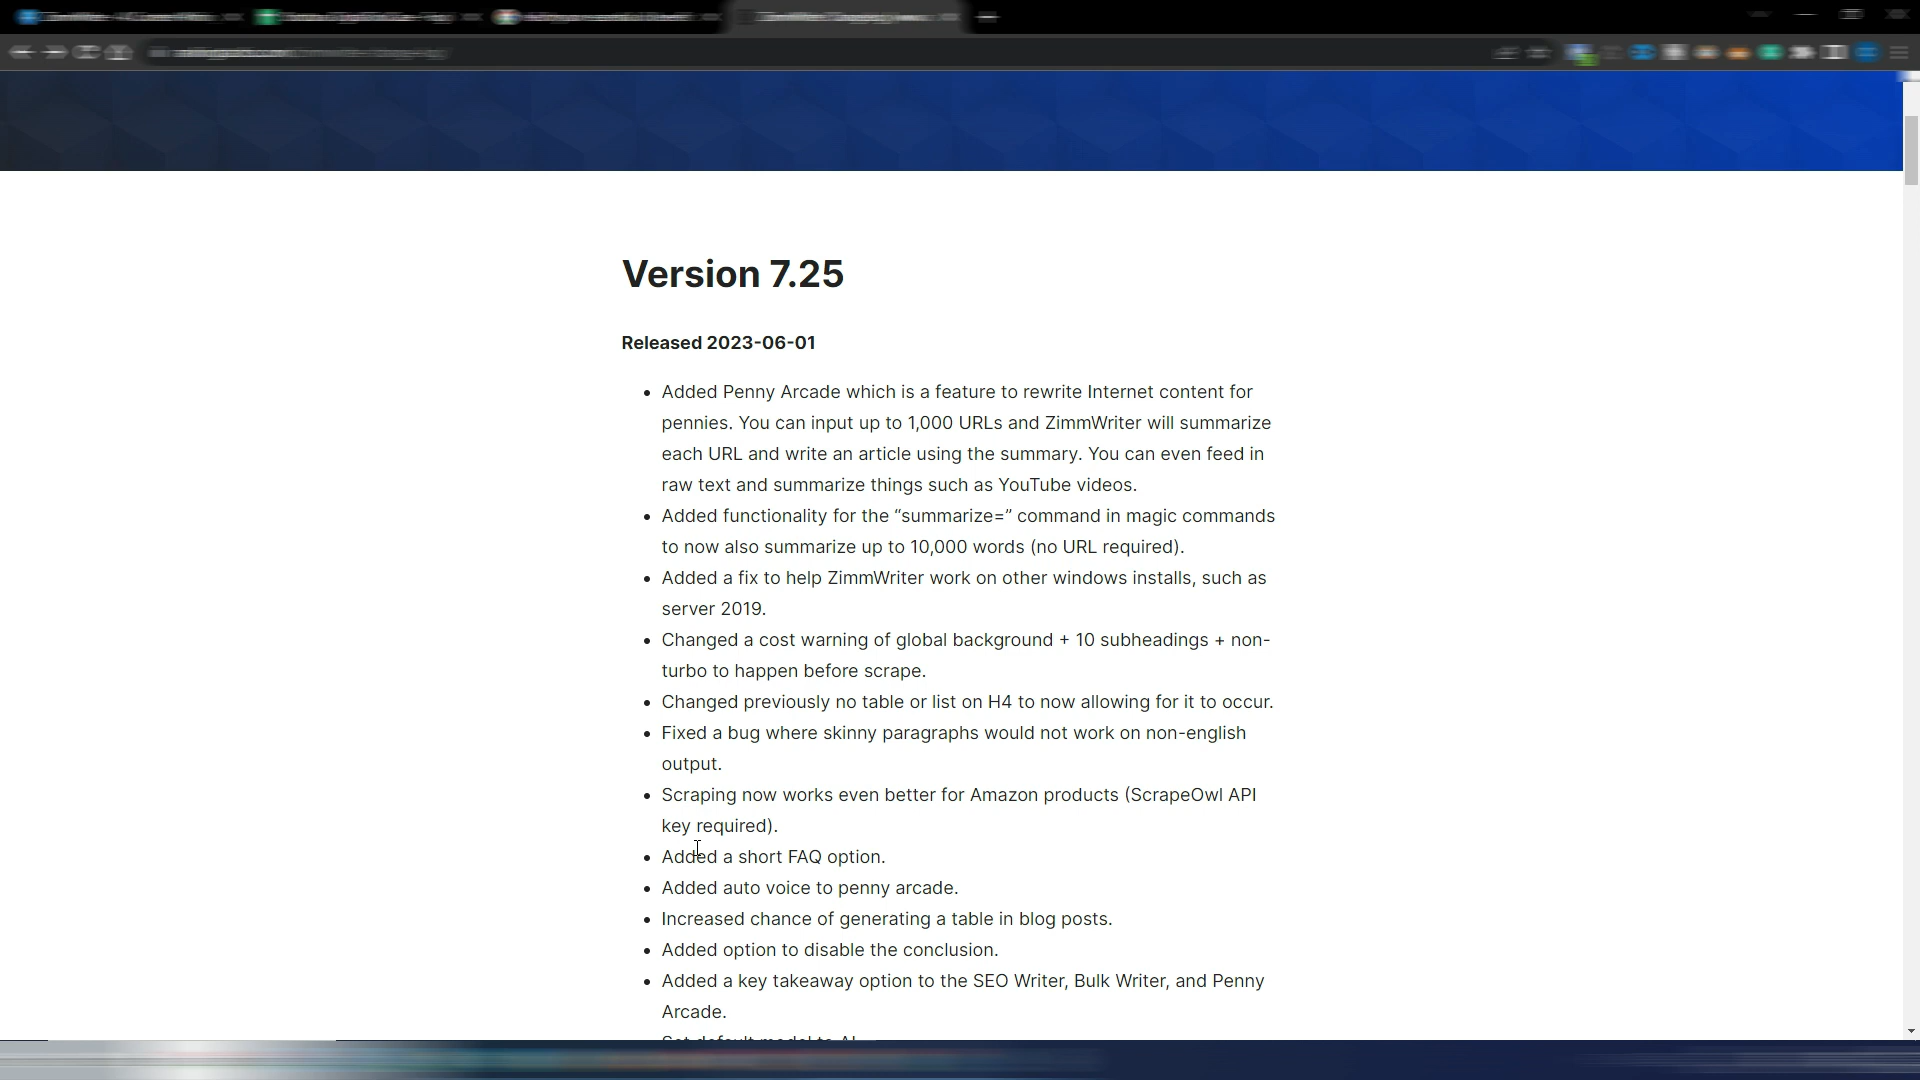 Version 7.25
Released 2023-06-01
• Added Penny Arcade which is a feature to rewrite Internet content for
pennies. You can input up to 1,000 URLs and ZimmWriter will summarize
each URL and write an article using the summary. You can even feed in
raw text and summarize things such as YouTube videos.
• Added functionality for the “summarize=” command in magic commands
to now also summarize up to 10,000 words (no URL required).
• Added a fix to help ZimmWriter work on other windows installs, such as
server 2019.
• Changed a cost warning of global background + 10 subheadings + non-
turbo to happen before scrape.
• Changed previously no table or list on H4 to now allowing for it to occur.
• Fixed a bug where skinny paragraphs would not work on non-english
output.
• Scraping now works even better for Amazon products (ScrapeOwl API
key required).
• Added a short FAQ option.
• Added auto voice to penny arcade.
• Increased chance of generating a table in blog posts.
• Added option to disable the conclusion.
• Added a key takeaway option to the SEO Writer, Bulk Writer, and Penny
Arcade.